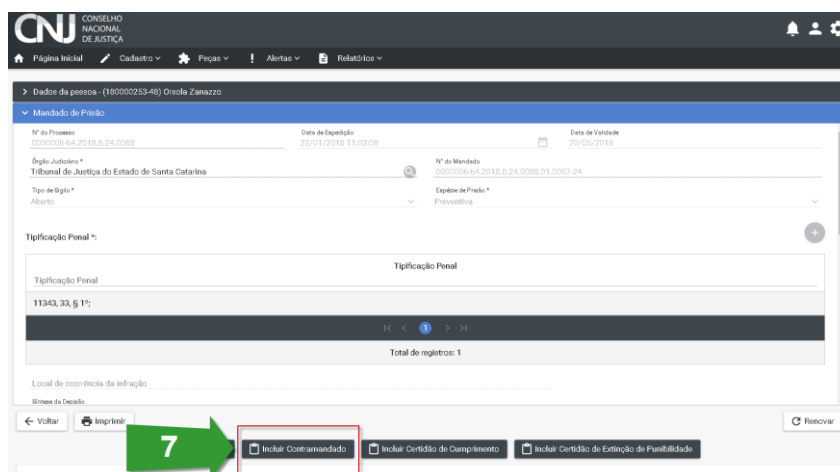 CNJ CONSELHO NACIONAL DE JUSTIÇA
Página Inicial Cadastro Peças Alertas Relatórios
Dados da pessoa - (180000253-48) Orsola Zanazzo
Mandado de Prisão
Nº do Processo Data de Expedição Data de Validade
0000006-64.2018.8.24.0088 22/01/2018 11:02:08 20/05/2018
Órgão Judiciário * Nº do Mandado
Tribunal de Justiça do Estado de Santa Catarina 0000006-64.2018.8.24.0088.01.0007-24
Tipo de Sigilo * Espécie de Prisão *
Aberto Preventiva
Tipificação Penal *:
Tipificação Penal
Tipificação Penal
11343, 33, § 1º;
1
Total de registros: 1
Local de ocorrência da infração
Síntese da Decisão
Voltar Imprimir Renovar
7 Incluir Contramandado Incluir Certidão de Cumprimento Incluir Certidão de Extinção de Punibilidade